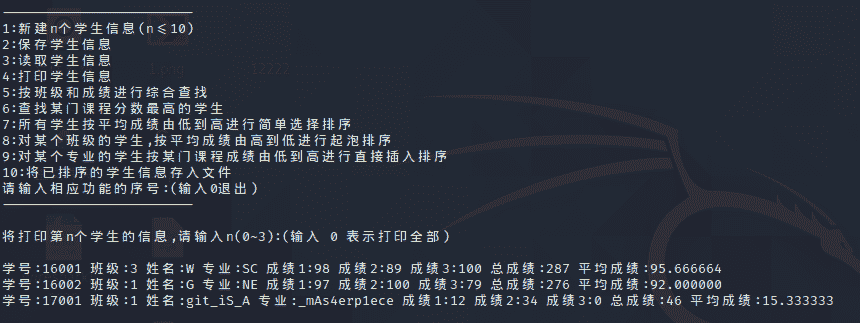 1:新建n个学生信息(n≤10)
2:保存学生信息
3:读取学生信息
4:打印学生信息
5:按班级和成绩进行综合查找
6:查找某门课程分数最高的学生
7:所有学生按平均成绩由低到高进行简单选择排序
8:对某个班级的学生,按平均成绩由高到低进行起泡排序
9:对某个专业的学生按某门课程成绩由低到高进行直接插入排序
10:将已排序的学生信息存入文件
请输入相应功能的序号:(输入0退出)
将打印第n个学生的信息,请输入n(0~3):(输入 0 表示打印全部)
学号:16001 班级:3 姓名:W 专业:SC 成绩1:98 成绩2:89 成绩3:100 总成绩:287 平均成绩:95.666664
学号:16002 班级:1 姓名:G 专业:NE 成绩1:97 成绩2:100 成绩3:79 总成绩:276 平均成绩:92.000000
学号:17001 班级:1 姓名:git_iS_A 专业:_mAs4erp1ece 成绩1:12 成绩2:34 成绩3:0 总成绩:46 平均成绩:15.333333